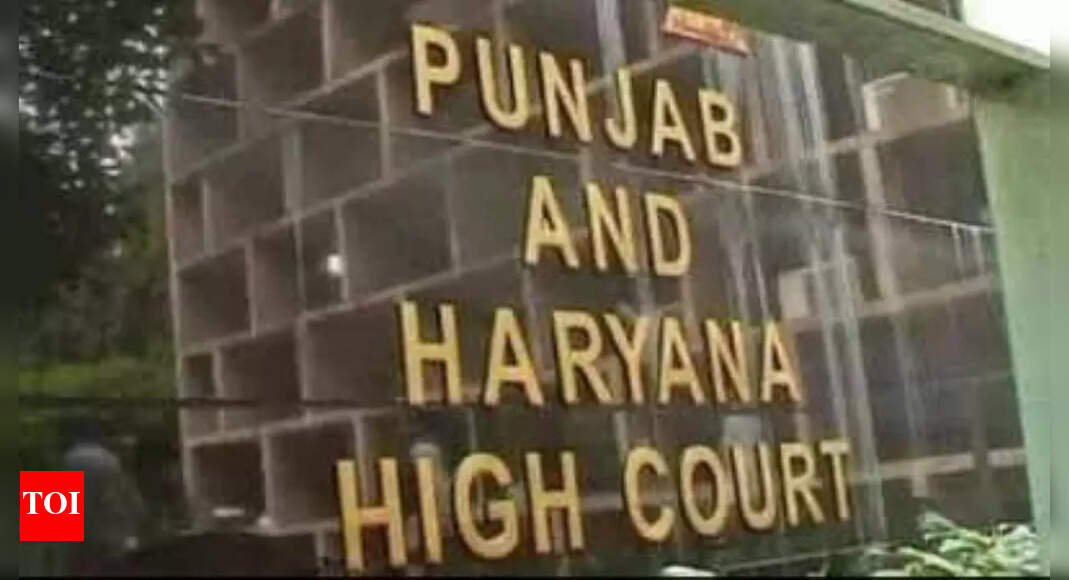 PUNJAB
AND
HARYANA
HIGH COURT
TOI